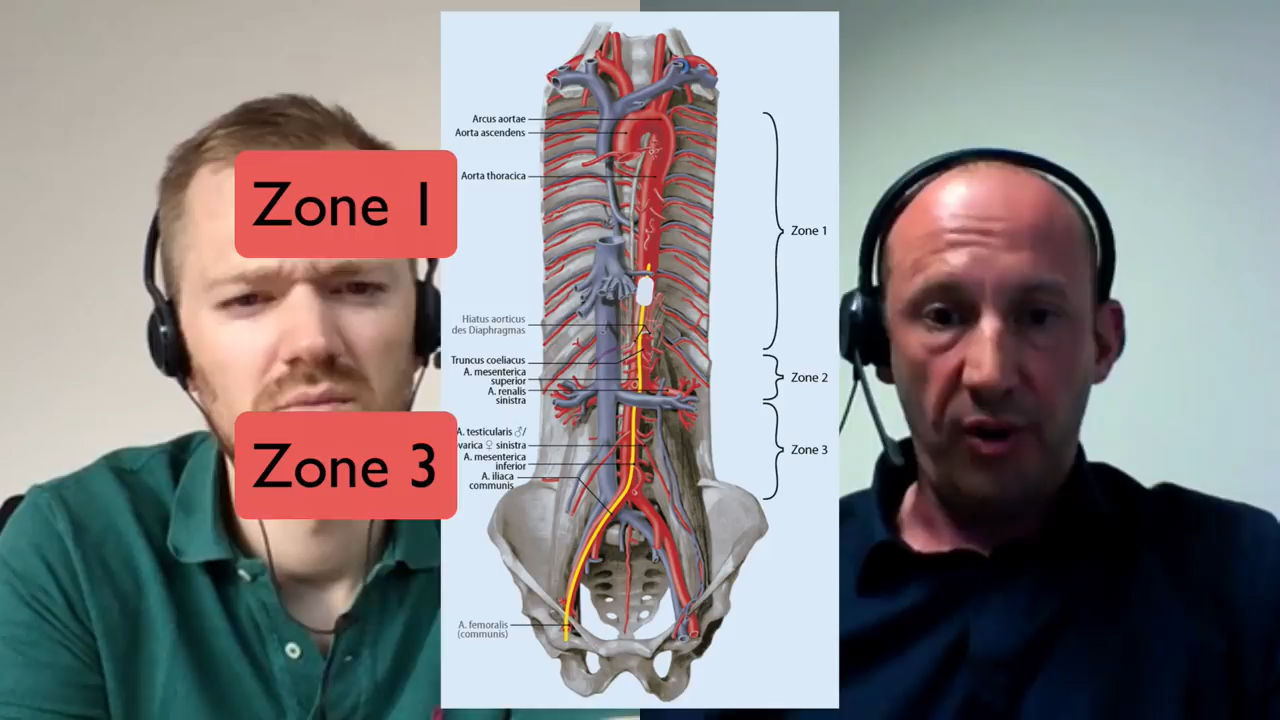 Zone 1
Zone 3
Arcus aortae
Aorta ascendens
Aorta thoracica
Hiatus aorticus
des Diaphragmas
Truncus coeliacus
A. mesenterica
superior
A. renalis
sinistra
A. testicularis ♂/
varica ♀ sinistra
A. mesenterica
inferior
A. iliaca
communis
A. femoralis
(communis)
Zone 1
Zone 2
Zone 3